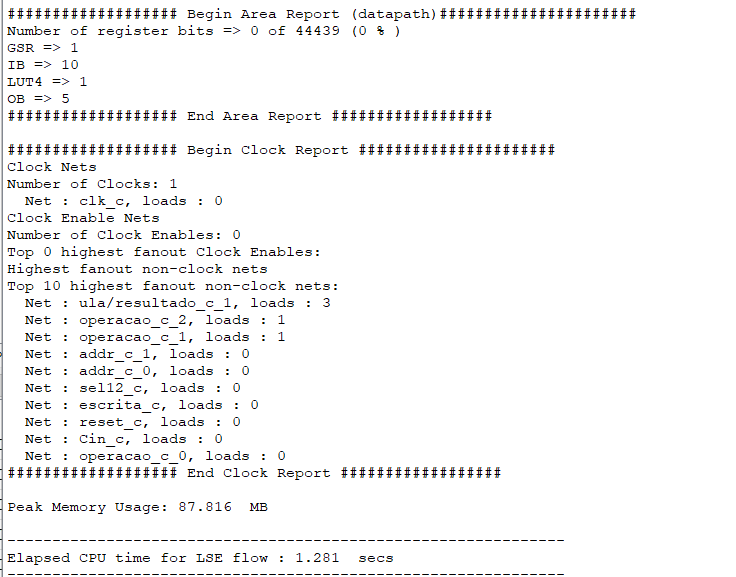 ################### Begin Area Report (datapath)######################
Number of register bits => 0 of 44439 (0 % )
GSR => 1
IB => 10
LUT4 => 1
OB => 5
################### End Area Report ##################
################### Begin Clock Report ######################
Clock Nets
Number of Clocks: 1
  Net : clk_c, loads : 0
Clock Enable Nets
Number of Clock Enables: 0
Top 0 highest fanout Clock Enables:
Highest fanout non-clock nets
Top 10 highest fanout non-clock nets:
  Net : ula/resultado_c_1, loads : 3
  Net : operacao_c_2, loads : 1
  Net : operacao_c_1, loads : 1
  Net : addr_c_1, loads : 0
  Net : addr_c_0, loads : 0
  Net : sel12_c, loads : 0
  Net : escrita_c, loads : 0
  Net : reset_c, loads : 0
  Net : Cin_c, loads : 0
  Net : operacao_c_0, loads : 0
################### End Clock Report ##################
Peak Memory Usage: 87.816  MB
--------------------------------------------------------------
Elapsed CPU time for LSE flow : 1.281  secs
--------------------------------------------------------------